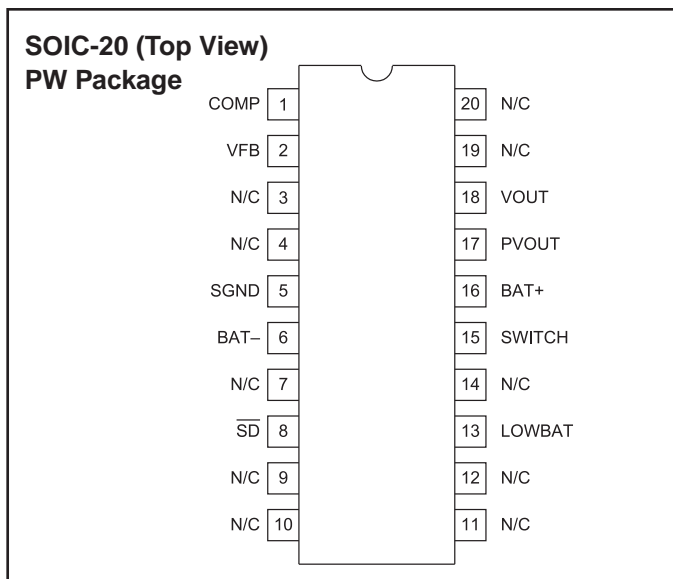 SOIC-20 (Top View)
PW Package
COMP 1 20 N/C
VFB 2 19 N/C
N/C 3 18 VOUT
N/C 4 17 PVOUT
SGND 5 16 BAT+
BAT– 6 15 SWITCH
N/C 7 14 N/C
S̅D̅ 8 13 LOWBAT
N/C 9 12 N/C
N/C 10 11 N/C